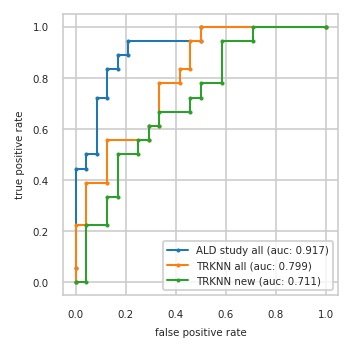 1.0
0.8
0.6
0.4
0.2
0.0
true positive rate
ALD study all (auc: 0.917)
TRKNN all (auc: 0.799)
TRKNN new (auc: 0.711)
0.0 0.2 0.4 0.6 0.8 1.0
false positive rate